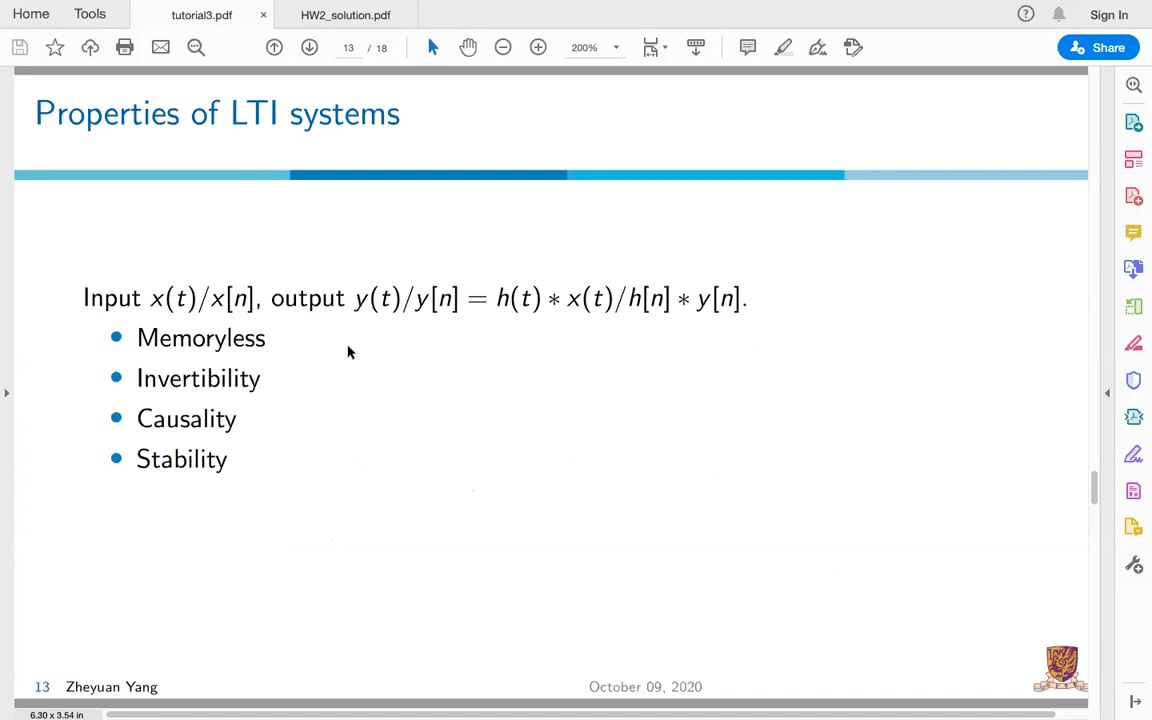 Home Tools tutorial3.pdf × HW2_solution.pdf Sign In
13 / 18 200% Share
Properties of LTI systems
Input x(t)/x[n], output y(t)/y[n] = h(t) ∗ x(t)/h[n] ∗ y[n].
• Memoryless
• Invertibility
• Causality
• Stability
13 Zheyuan Yang October 09, 2020
6.30 x 3.54 in